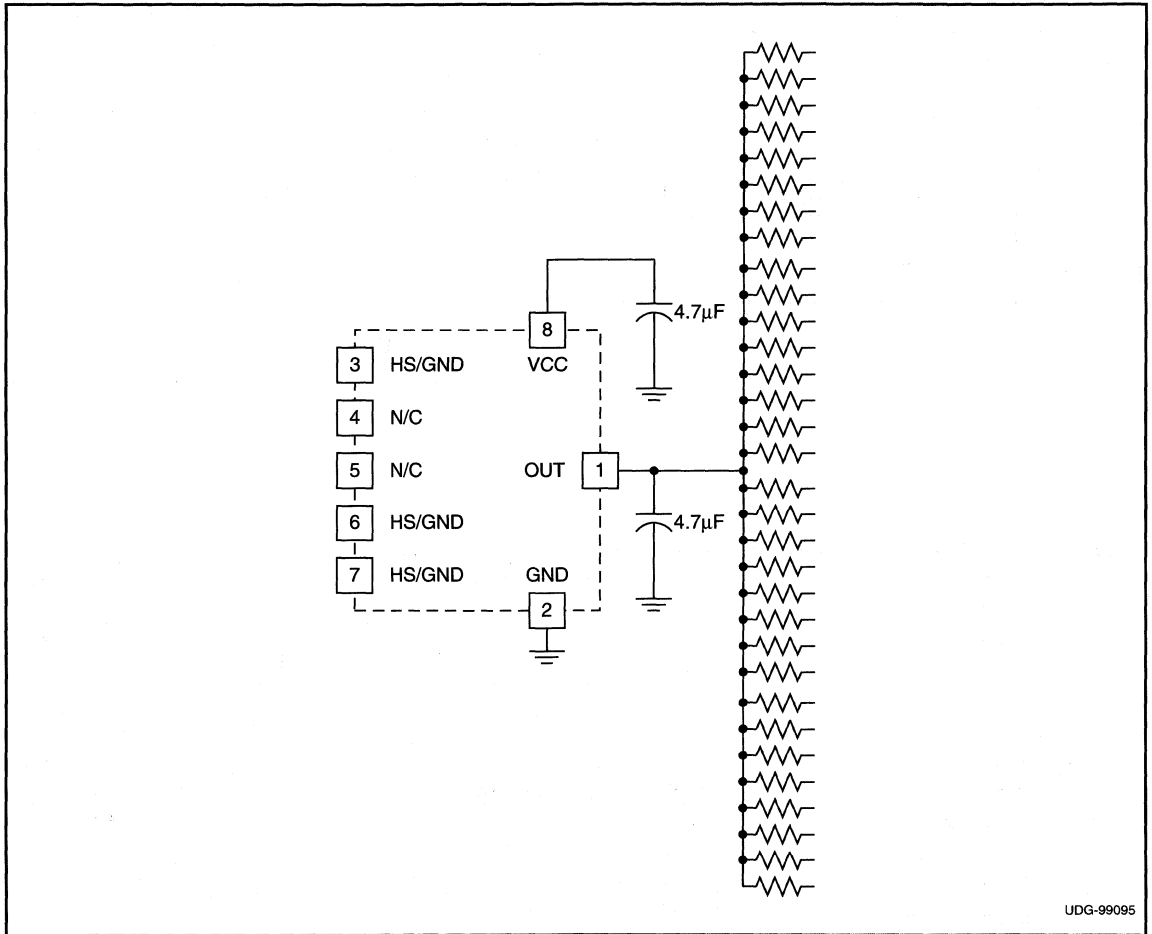 4.7µF
8
VCC
3 HS/GND
4 N/C
OUT 1
5 N/C
6 HS/GND
4.7µF
7 HS/GND
GND
2
UDG-99095